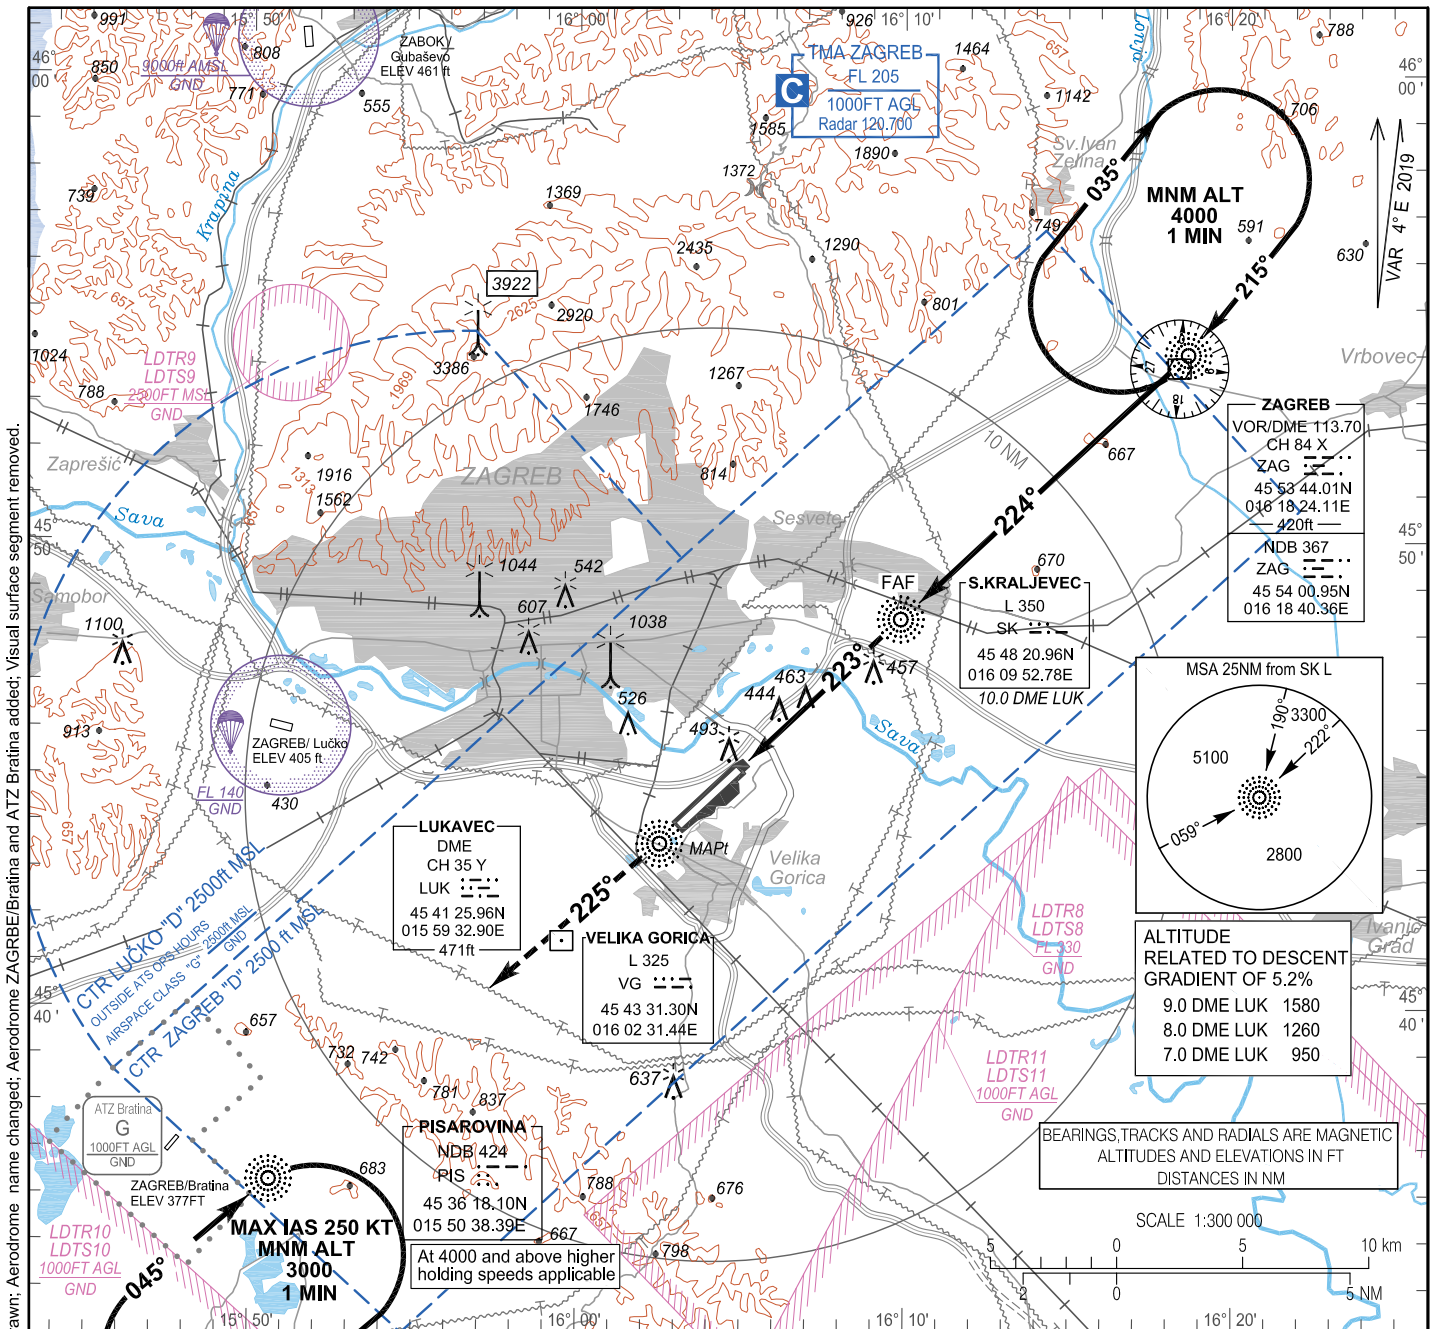 991
15° 50'
16° 00'
926
16° 10'
16° 20'
788
46°
00'
850
808
9000ft AMSL
GND
771
555
ZABOK/
Gubaševo
ELEV 461 ft
TMA ZAGREB
FL 205
C
1000FT AGL
Radar 120.700
1464
1142
1585
1890
1372
Lonja
657
706
46°
00'
Sv.Ivan
Zelina
035°
MNM ALT
4000
1 MIN
215°
591
630
749
VAR 4° E 2019
739
Krapina
1369
2435
1290
801
657
3922
2625
2920
3386
1969
1024
LDTR9
LDTS9
2500FT MSL
GND
788
1267
1746
814
1916
1313
1562
657
Zaprešić
ZAGREB
Sesvete
Sava
10 NM
667
Vrbovec
27
9
18
ZAGREB
VOR/DME 113.70
CH 84 X
ZAG
45 53 44.01N
016 18 24.11E
420ft
NDB 367
ZAG
45 54 00.95N
016 18 40.36E
224°
45
50'
45°
50'
1044
542
607
1038
526
Samobor
1100
670
FAF
S.KRALJEVEC
L 350
SK
45 48 20.96N
016 09 52.78E
10.0 DME LUK
223°
457
463
444
493
Sava
913
ZAGREB/ Lučko
ELEV 405 ft
FL 140
GND
430
657
MSA 25NM from SK L
190°
3300
222°
5100
059°
2800
LUKAVEC
DME
CH 35 Y
LUK
45 41 25.96N
015 59 32.90E
471ft
MAPt
Velika
Gorica
225°
VELIKA GORICA
L 325
VG
45 43 31.30N
016 02 31.44E
LDTR8
LDTS8
FL 330
GND
Ivanić
Grad
ALTITUDE
RELATED TO DESCENT
GRADIENT OF 5.2%
9.0 DME LUK 1580
8.0 DME LUK 1260
7.0 DME LUK 950
45°
40'
45°
40'
CTR LUČKO "D" 2500ft MSL
OUTSIDE ATS OPS HOURS
AIRSPACE CLASS "G" 2500ft MSL
GND
CTR ZAGREB "D" 2500 ft MSL
657
732
742
781
837
637
LDTR11
LDTS11
1000FT AGL
GND
ATZ Bratina
G
1000FT AGL
GND
ZAGREB/Bratina
ELEV 377FT
683
PISAROVINA
NDB 424
PIS
45 36 18.10N
015 50 38.39E
788
676
657
667
798
BEARINGS,TRACKS AND RADIALS ARE MAGNETIC
ALTITUDES AND ELEVATIONS IN FT
DISTANCES IN NM
LDTR10
LDTS10
1000FT AGL
GND
045°
MAX IAS 250 KT
MNM ALT
3000
1 MIN
At 4000 and above higher
holding speeds applicable
SCALE 1:300 000
5 0 5 10 km
2 0 5 NM
15° 50'
16° 00'
16° 10'
16° 20'
awn; Aerodrome name changed; Aerodrome ZAGRBE/Bratina and ATZ Bratina added; Visual surface segment removed.